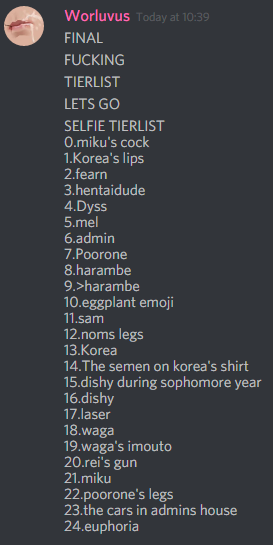 Worluvus Today at 10:39
FINAL
FUCKING
TIERLIST
LETS GO
SELFIE TIERLIST
0.miku's cock
1.Korea's lips
2.fearn
3.hentaidude
4.Dyss
5.mel
6.admin
7.Poorone
8.harambe
9.>harambe
10.eggplant emoji
11.sam
12.noms legs
13.Korea
14.The semen on korea's shirt
15.dishy during sophomore year
16.dishy
17.laser
18.waga
19.waga's imouto
20.rei's gun
21.miku
22.poorone's legs
23.the cars in admins house
24.euphoria